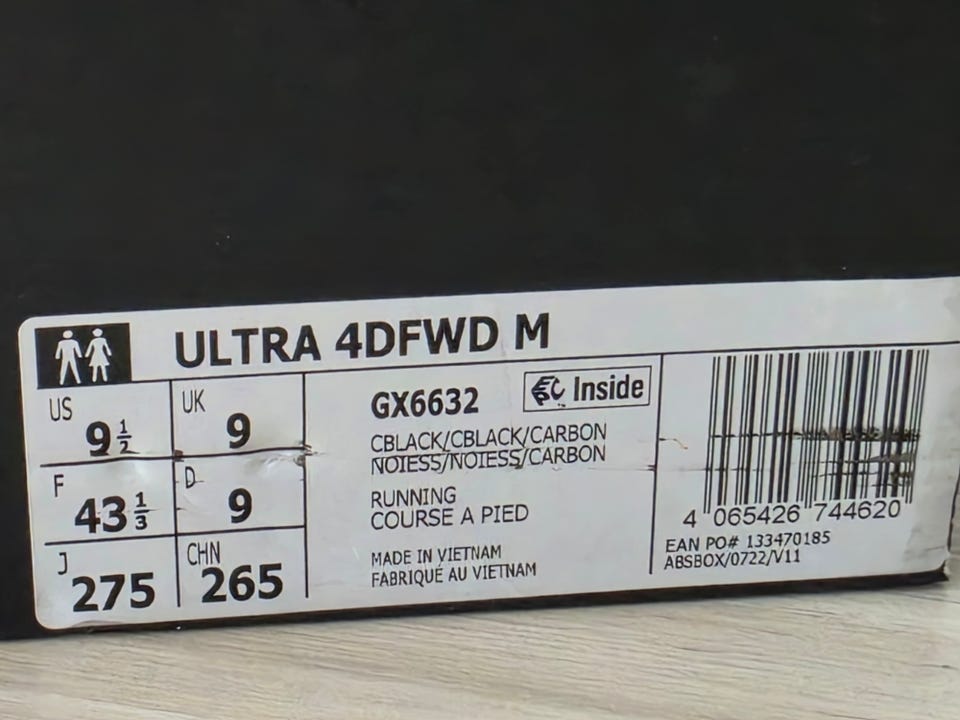 ULTRA 4DFWD M
US 9 1/2
UK 9
F 43 1/3
D 9
J 275
CHN 265
GX6632
Inside
CBLACK/CBLACK/CARBON
NOIESS/NOIESS/CARBON
RUNNING
COURSE A PIED
MADE IN VIETNAM
FABRIQUÉ AU VIETNAM
4 065426 744620
EAN PO# 133470185
ABSBOX/0722/V11